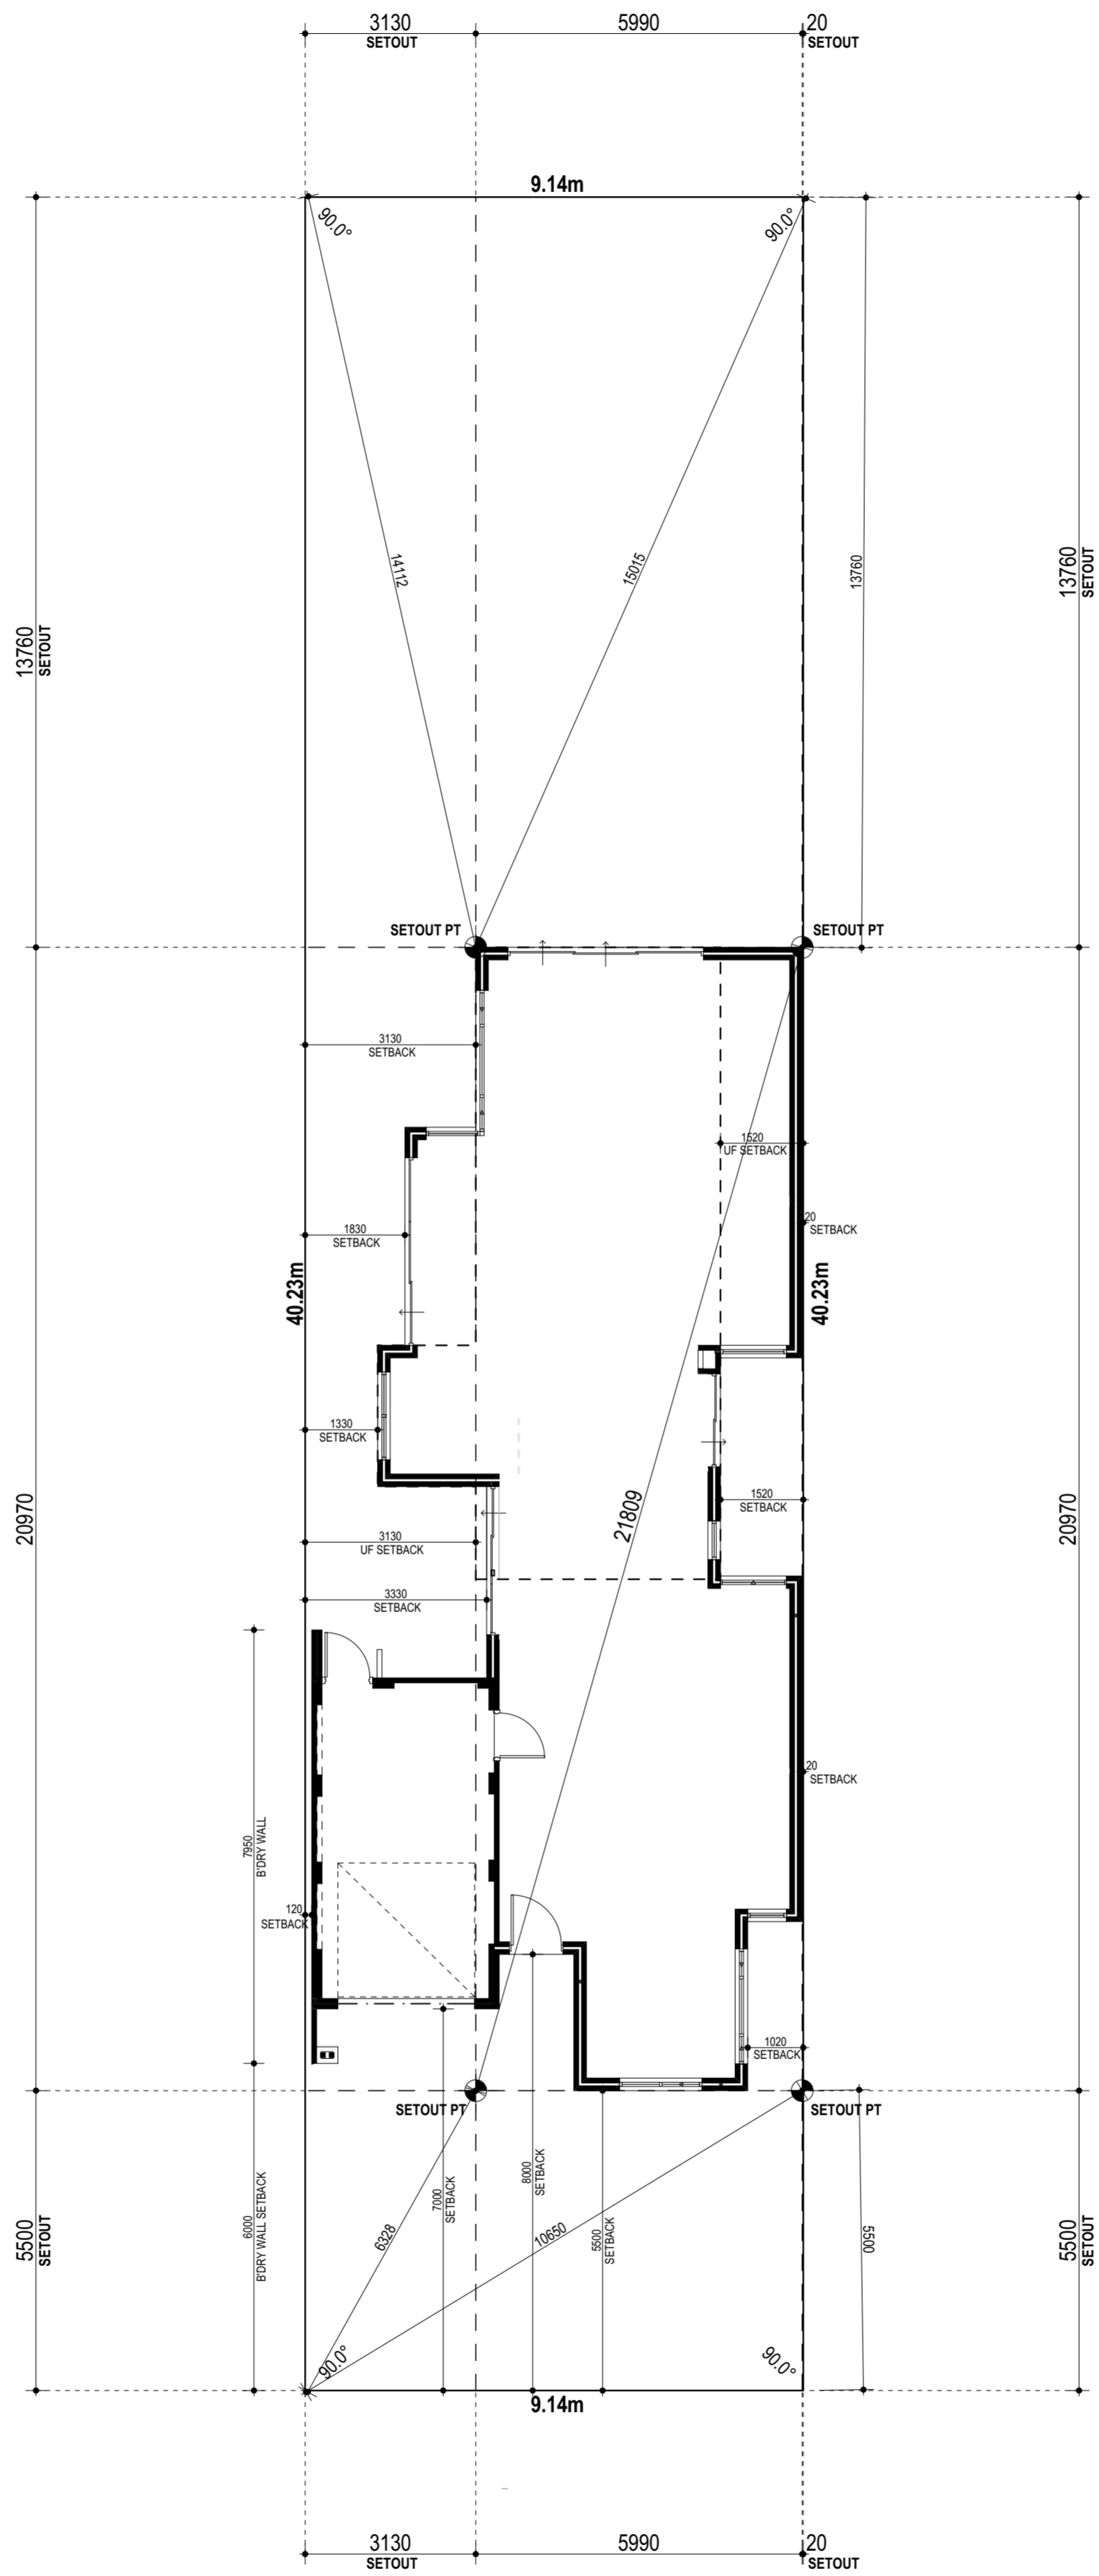 3130
SETOUT
5990
20
SETOUT
9.14m
90.0°
90.0°
14112
15015
13760
13760
SETOUT
13760
SETOUT
SETOUT PT
SETOUT PT
3130
SETBACK
1520
UF SETBACK
20
SETBACK
1830
SETBACK
40.23m
40.23m
1330
SETBACK
20970
21809
1520
SETBACK
20970
3130
UF SETBACK
3330
SETBACK
20
SETBACK
7950
B'DRY WALL
120
SETBACK
1020
SETBACK
SETOUT PT
SETOUT PT
6000
B'DRY WALL SETBACK
7000
SETBACK
8000
SETBACK
5500
SETBACK
6328
10650
5500
5500
SETOUT
5500
SETOUT
90.0°
90.0°
9.14m
3130
SETOUT
5990
20
SETOUT